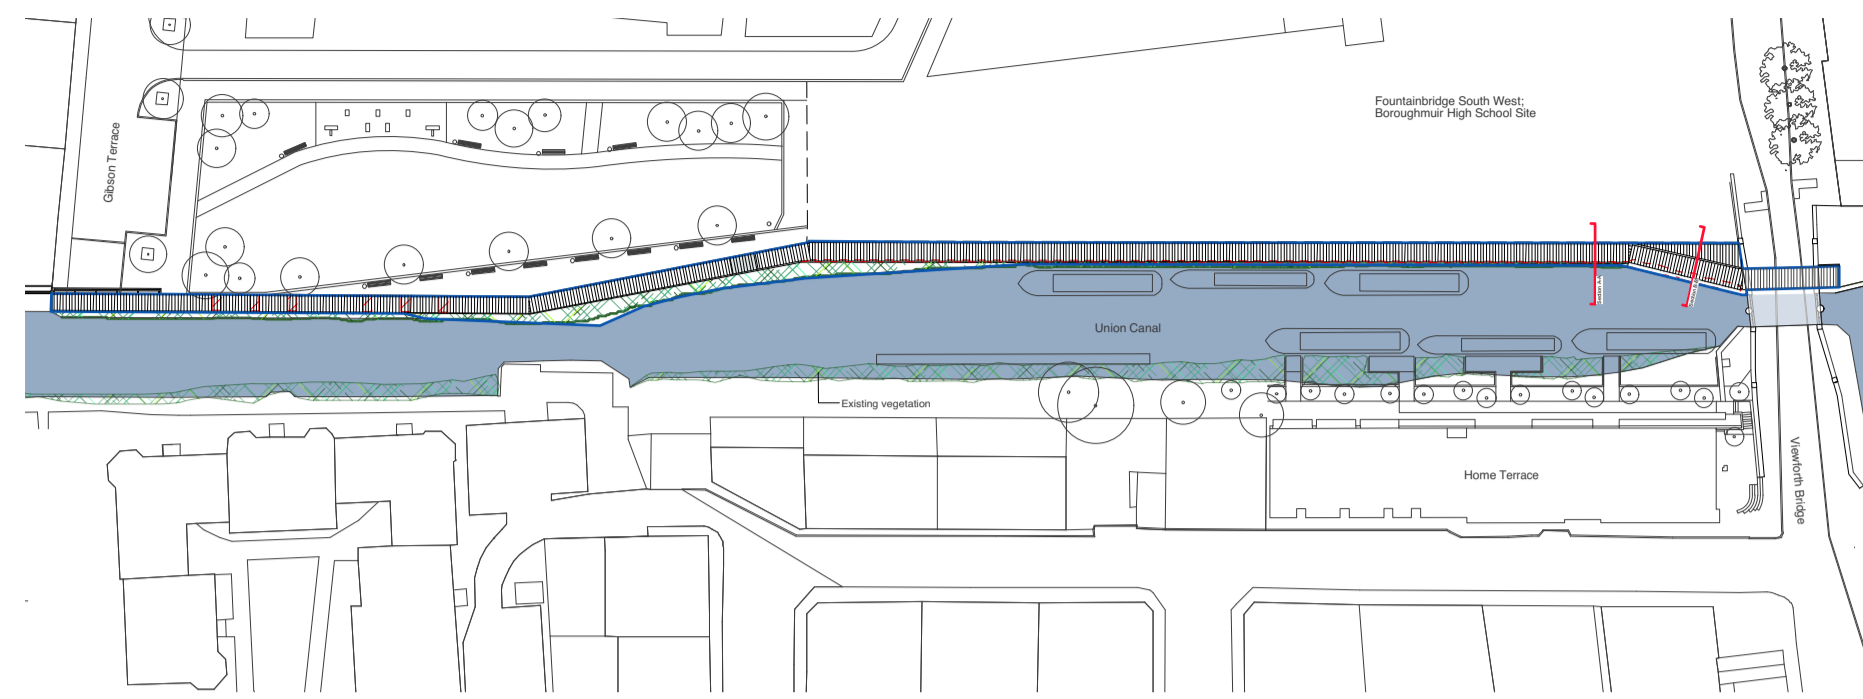 Fountainbridge South West;
Boroughmuir High School Site
Gibson Terrace
Union Canal
Existing vegetation
Home Terrace
Viewforth Bridge